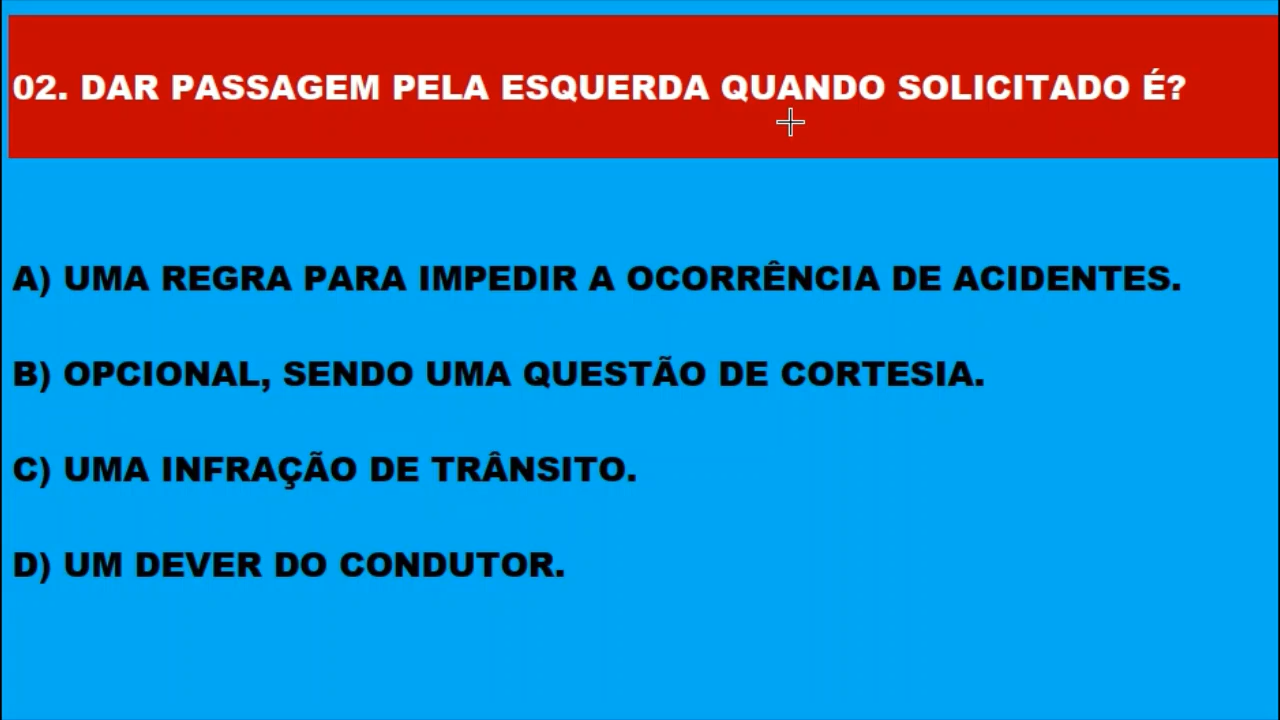 02. DAR PASSAGEM PELA ESQUERDA QUANDO SOLICITADO É?
A) UMA REGRA PARA IMPEDIR A OCORRÊNCIA DE ACIDENTES.
B) OPCIONAL, SENDO UMA QUESTÃO DE CORTESIA.
C) UMA INFRAÇÃO DE TRÂNSITO.
D) UM DEVER DO CONDUTOR.